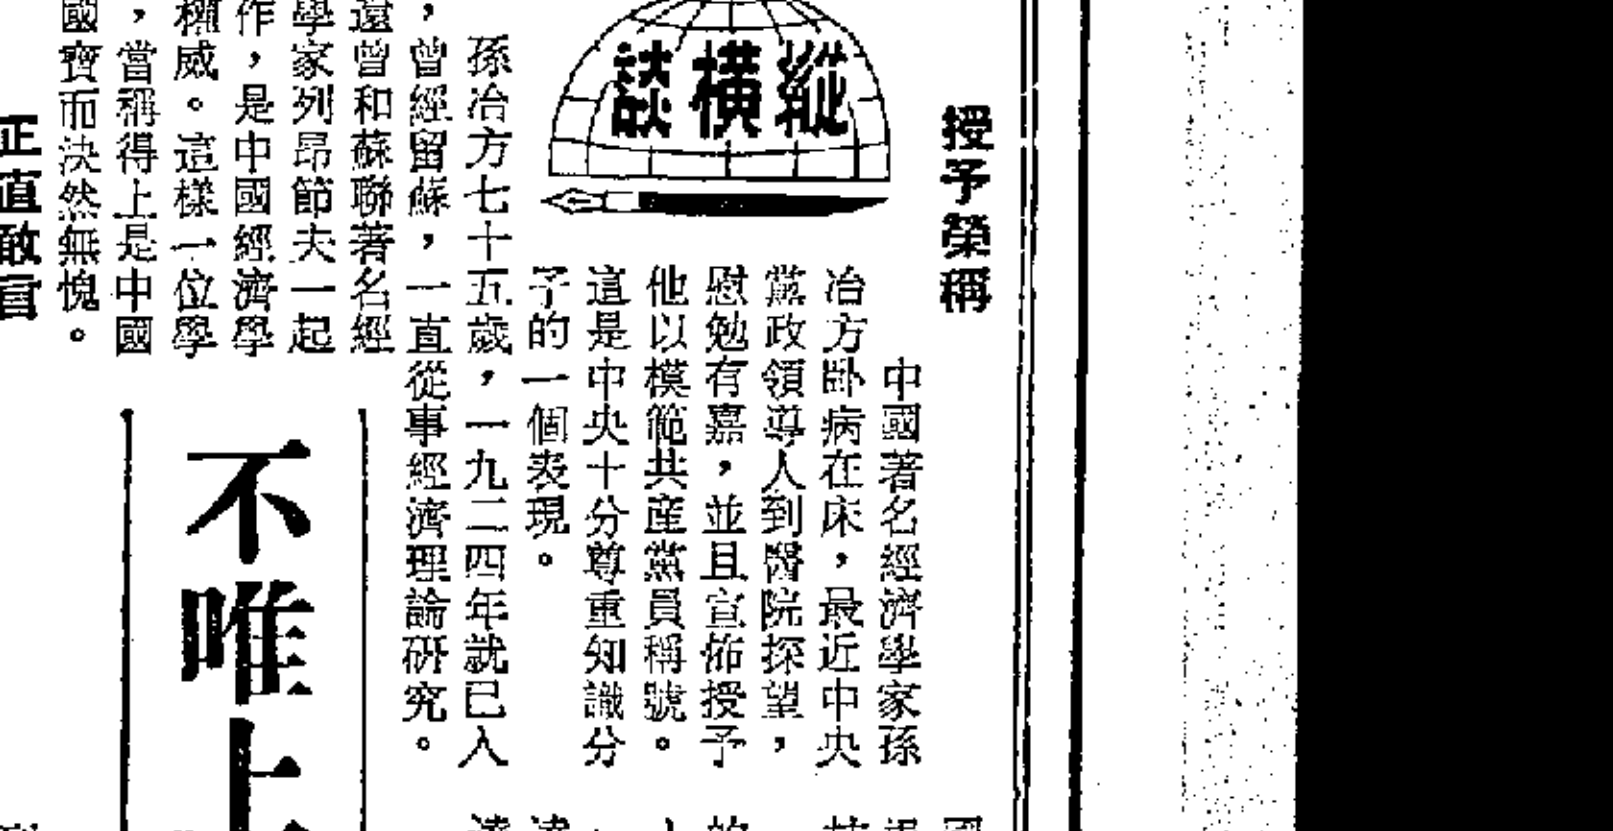 授予榮稱
縱橫談
中國著名經濟學家孫
冶方卧病在床，最近中央
黨政領導人到醫院探望，
慰勉有嘉，並且宣佈授予
他以模範共産黨員稱號。
這是中央十分尊重知識分
予的一個表現。
孫冶方七十五歲，一九二四年就已入
，曾經留蘇，一直從事經濟理論研究。
還曾和蘇聯著名經
學家列昂節夫一起
作，是中國經濟學
權威。這樣一位學
，當稱得上是中國
國寶而決然無愧。
不唯上
正直敢言